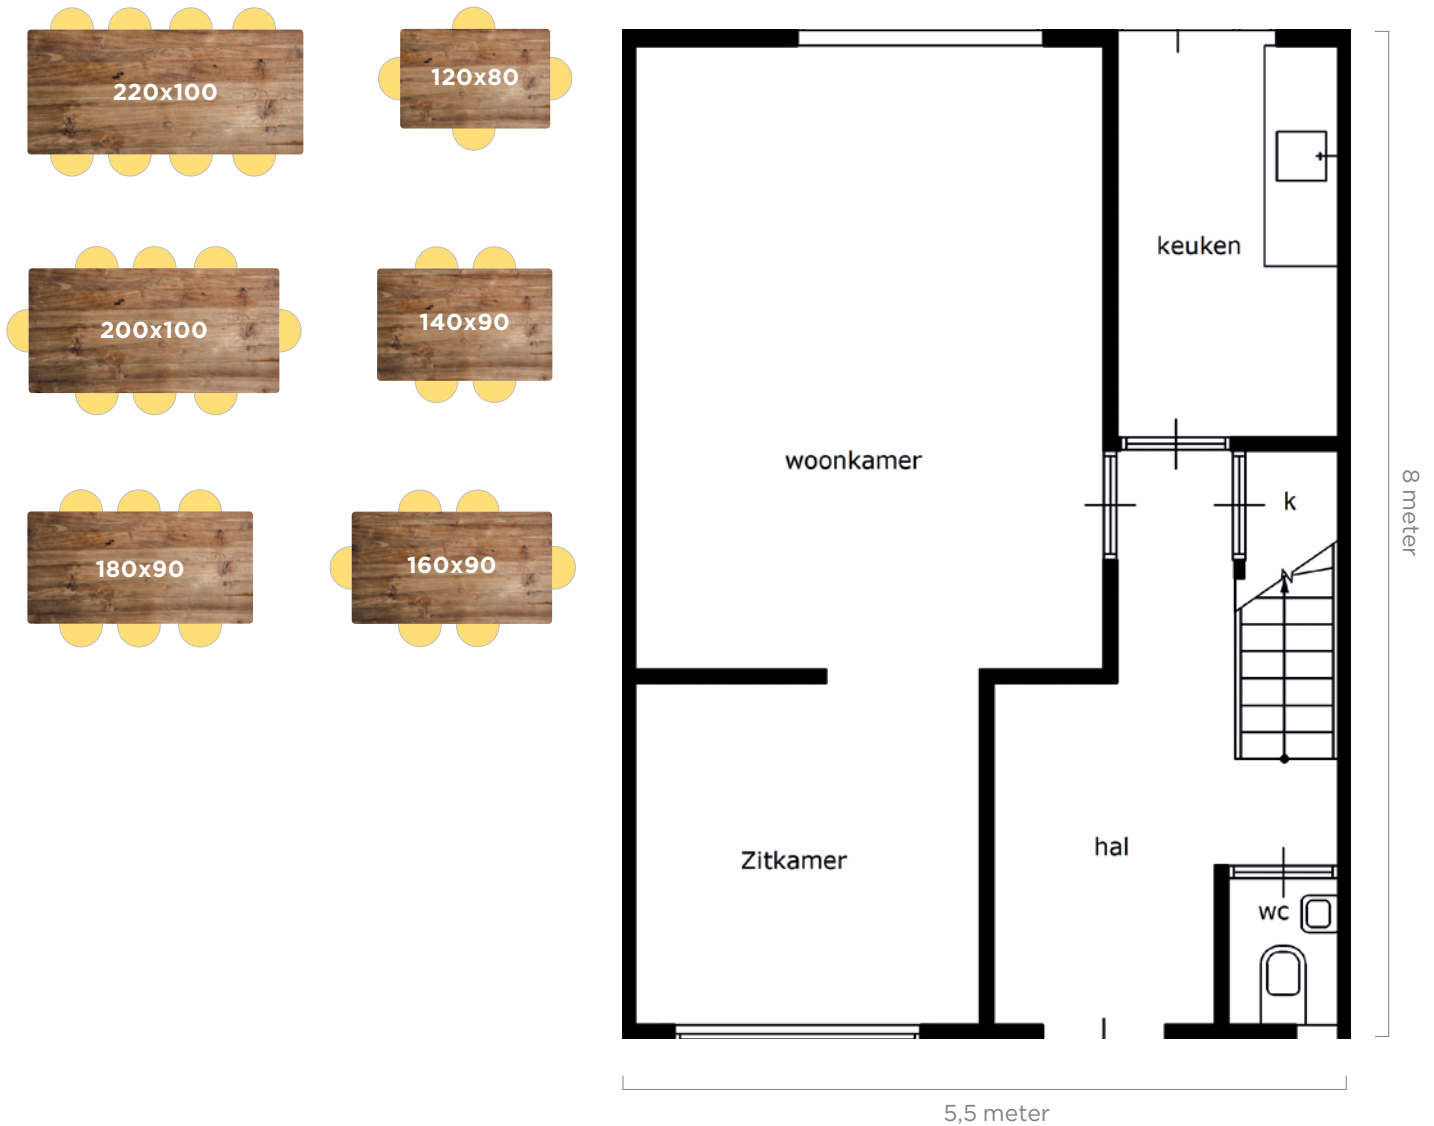 220x100
120x80
200x100
140x90
180x90
160x90
keuken
woonkamer
k
Zitkamer
hal
wc
8 meter
5,5 meter